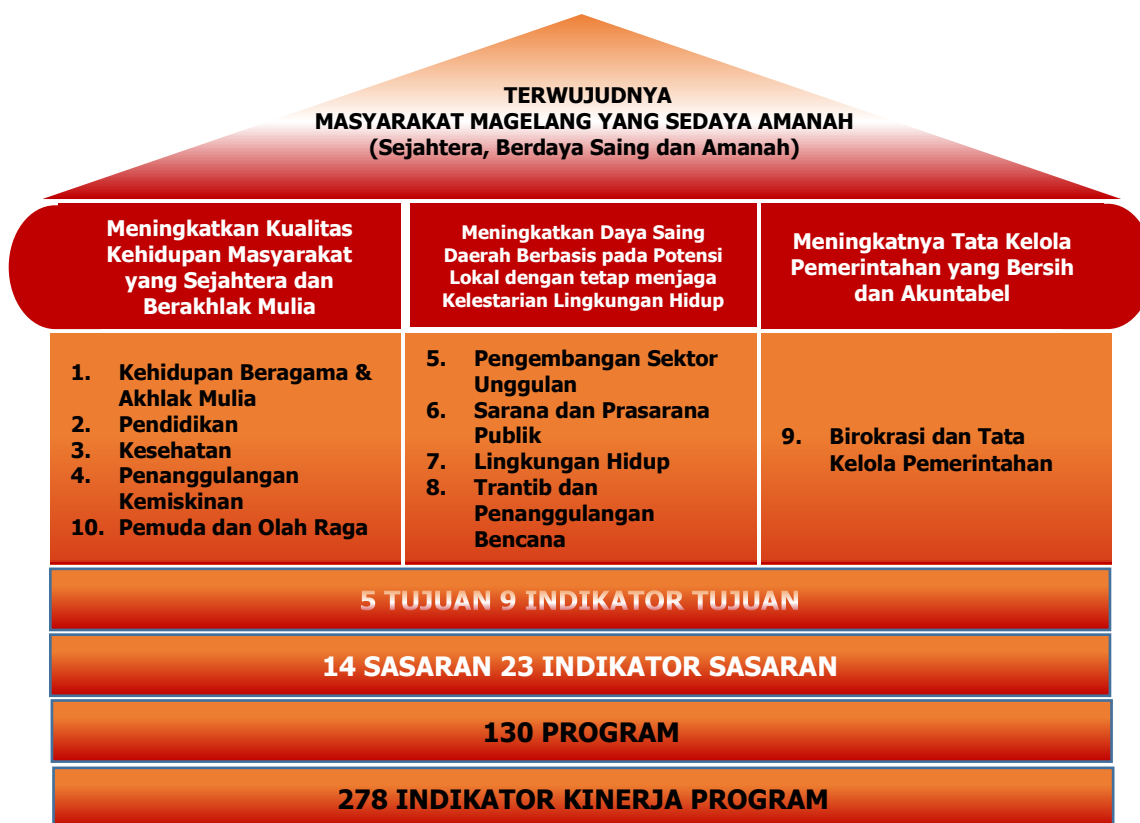 TERWUJUDNYA
MASYARAKAT MAGELANG YANG SEDAYA AMANAH
(Sejahtera, Berdaya Saing dan Amanah)
Meningkatkan Kualitas
Kehidupan Masyarakat
yang Sejahtera dan
Berakhlak Mulia
Meningkatkan Daya Saing
Daerah Berbasis pada Potensi
Lokal dengan tetap menjaga
Kelestarian Lingkungan Hidup
Meningkatnya Tata Kelola
Pemerintahan yang Bersih
dan Akuntabel
1. Kehidupan Beragama &
Akhlak Mulia
2. Pendidikan
3. Kesehatan
4. Penanggulangan
Kemiskinan
10. Pemuda dan Olah Raga
5. Pengembangan Sektor
Unggulan
6. Sarana dan Prasarana
Publik
7. Lingkungan Hidup
8. Trantib dan
Penanggulangan
Bencana
9. Birokrasi dan Tata
Kelola Pemerintahan
5 TUJUAN 9 INDIKATOR TUJUAN
14 SASARAN 23 INDIKATOR SASARAN
130 PROGRAM
278 INDIKATOR KINERJA PROGRAM